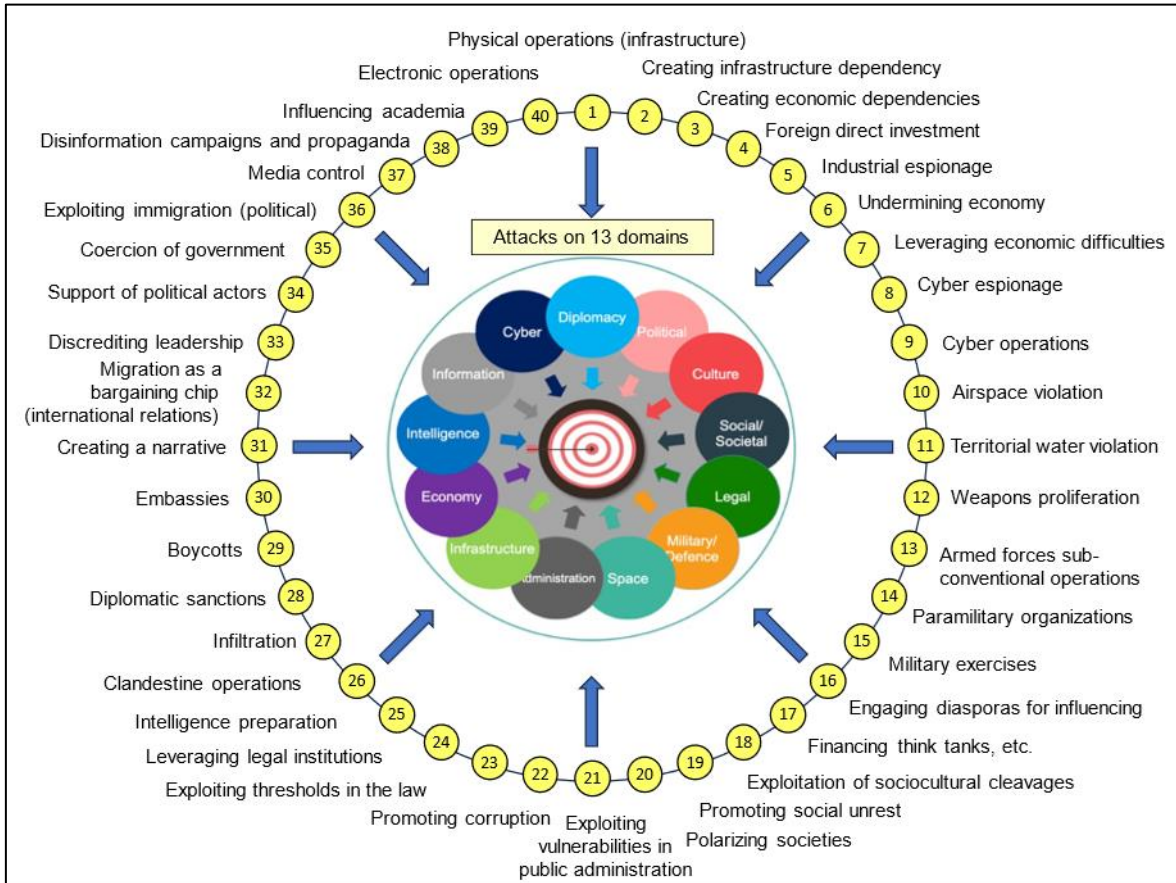 Physical operations (infrastructure)
1
Creating infrastructure dependency
2
Creating economic dependencies
3
Foreign direct investment
4
Industrial espionage
5
Undermining economy
6
Leveraging economic difficulties
7
Cyber espionage
8
Cyber operations
9
Airspace violation
10
Territorial water violation
11
Weapons proliferation
12
Armed forces sub-
conventional operations
13
Paramilitary organizations
14
Military exercises
15
Engaging diasporas for influencing
16
Financing think tanks, etc.
17
Exploitation of sociocultural cleavages
18
Promoting social unrest
19
Polarizing societies
20
Exploiting
vulnerabilities in
public administration
21
Promoting corruption
22
Exploiting thresholds in the law
23
Leveraging legal institutions
24
Intelligence preparation
25
Clandestine operations
26
Infiltration
27
Diplomatic sanctions
28
Boycotts
29
Embassies
30
Creating a narrative
31
Migration as a
bargaining chip
(international relations)
32
Discrediting leadership
33
Support of political actors
34
Coercion of government
35
Exploiting immigration (political)
36
Media control
37
Disinformation campaigns and propaganda
38
Influencing academia
39
Electronic operations
40
Attacks on 13 domains
Diplomacy
Political
Culture
Social/
Societal
Legal
Military/
Defence
Space
Administration
Infrastructure
Economy
Intelligence
Information
Cyber